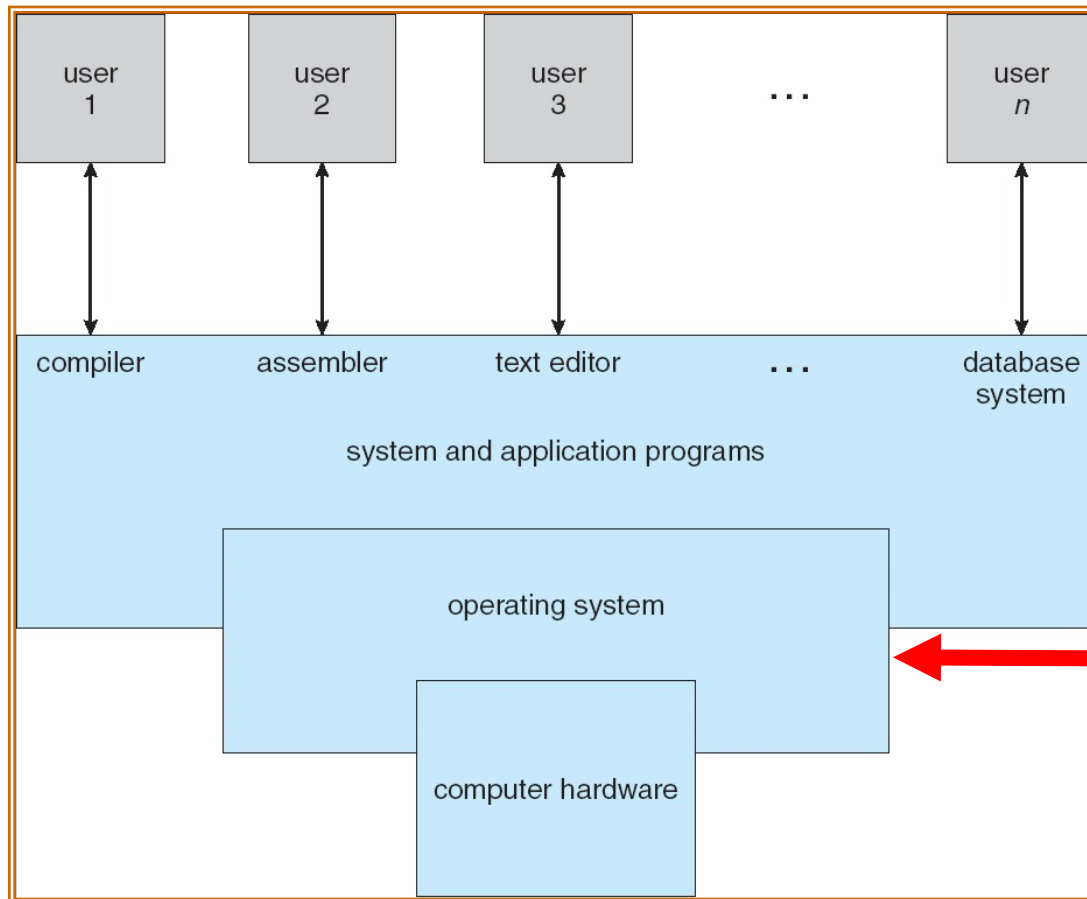 user
1
user
2
user
3
...
user
n
compiler
assembler
text editor
...
database
system
system and application programs
operating system
computer hardware